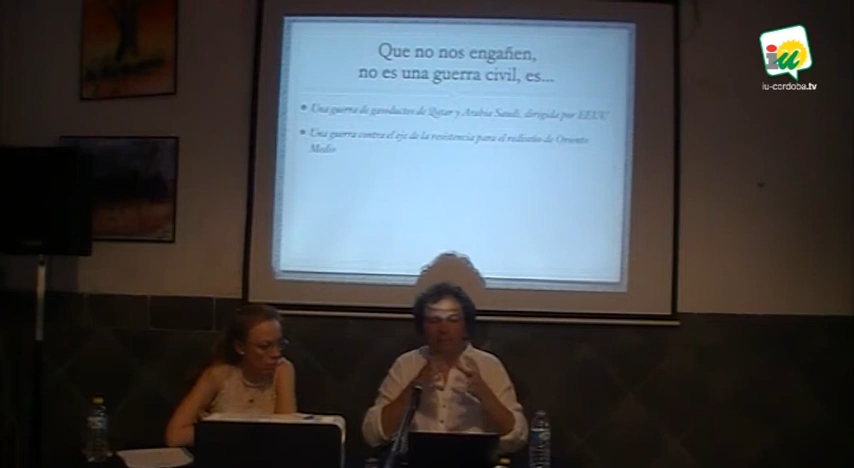 Que no nos engañen,
no es una guerra civil, es...
• Una guerra de gasoductos de Qatar y Arabia Saudí, dirigida por EEUU
• Una guerra contra el eje de la resistencia para el rediseño de Oriente
Medio
iu
iu-cordoba.tv